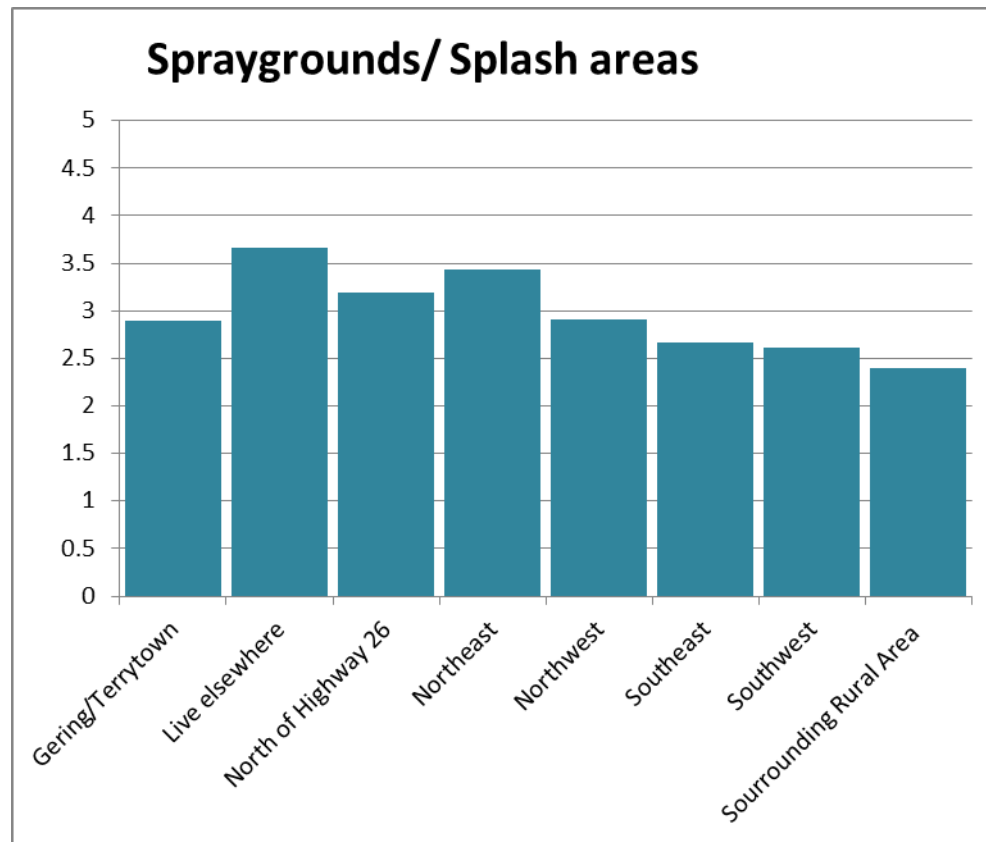 Spraygrounds/ Splash areas
5
4.5
4
3.5
3
2.5
2
1.5
1
0.5
0
Gering/Terrytown
Live elsewhere
North of Highway 26
Northeast
Northwest
Southeast
Southwest
Sourrounding Rural Area